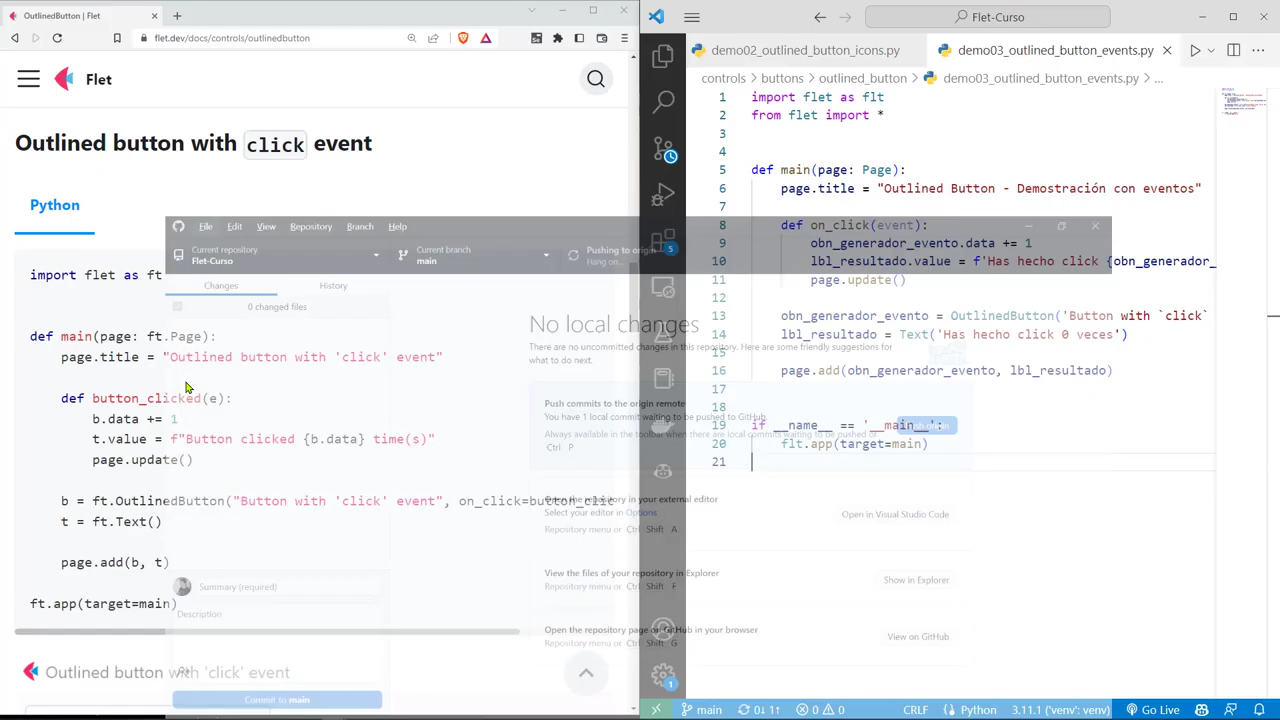 OutlinedButton | Flet
flet.dev/docs/controls/outlinedbutton
Flet
Outlined button with click event
Python
import flet as ft
def main(page: ft.Page):
page.title = "Outlined button with 'click' event"
def button_clicked(e):
b.data += 1
t.value = f"Button clicked {b.data} time(s)"
page.update()
b = ft.OutlinedButton("Button with 'click' event", on_click=button_clic
t = ft.Text()
page.add(b, t)
ft.app(target=main)
Outlined button with 'click' event
File Edit View Repository Branch Help
Current repository
Flet-Curso
Current branch
main
Pushing to origin
Hang on...
Changes
History
0 changed files
No local changes
There are no uncommitted changes in this repository. Here are some friendly suggestions for
what to do next.
Push commits to the origin remote
You have 1 local commit waiting to be pushed to GitHub.
Always available in the toolbar when there are local commits waiting to be pushed or
Ctrl P
Push origin
Open the repository in your external editor
Select your editor in Options
Repository menu or Ctrl Shift A
Open in Visual Studio Code
View the files of your repository in Explorer
Repository menu or Ctrl Shift F
Show in Explorer
Open the repository page on GitHub in your browser
Repository menu or Ctrl Shift G
View on GitHub
Summary (required)
Description
Commit to main
Flet-Curso
demo02_outlined_button_icons.py
demo03_outlined_button_events.py
controls > buttons > outlined_button > demo03_outlined_button_events.py > ...
1 import flet as flt
2 from flet import *
3
4
5 def main(page: Page):
6 page.title = "Outlined Button - Demostración con eventos"
7
8 def on_click(event):
9 obn_generador_evento.data += 1
10 lbl_resultado.value = f'Has hecho click {obn_generador_
11 page.update()
12
13 obn_generador_evento = OutlinedButton('Button with `click`
14 lbl_resultado = Text('Has hecho click 0 veces')
15
16 page.add(obn_generador_evento, lbl_resultado)
17
18
19 if __name__ == '__main__':
20 flt.app(target=main)
21
5
1
main 0↓ 1↑ 0 0 CRLF Python 3.11.1 ('venv': venv) Go Live